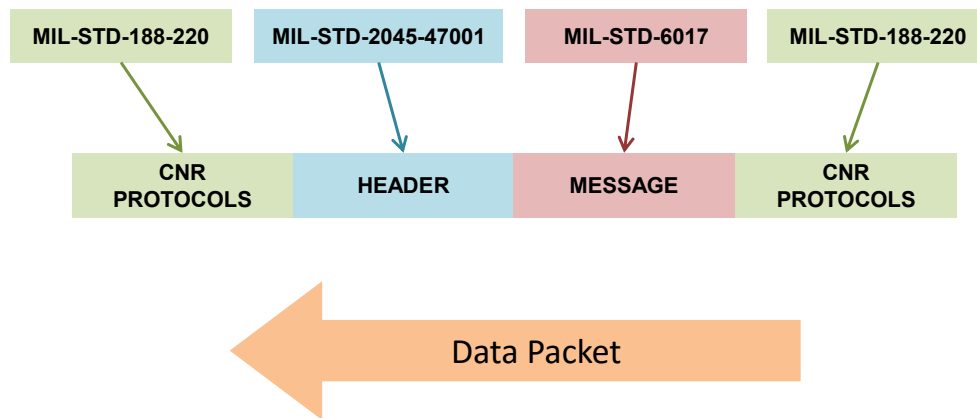 MIL-STD-188-220
MIL-STD-2045-47001
MIL-STD-6017
MIL-STD-188-220
CNR
PROTOCOLS
HEADER
MESSAGE
CNR
PROTOCOLS
Data Packet